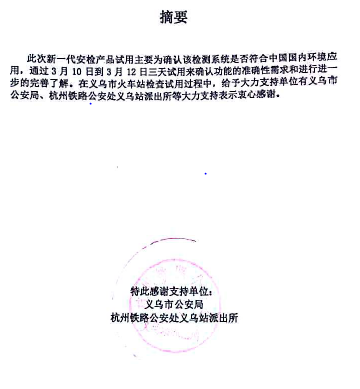 摘要
此次新一代安检产品试用主要为确认该检测系统是否符合中国国内环境应
用，通过3月10日到3月12日三天试用来确认功能的准确性需求和进行进一
步的完善了解。在义乌市火车站检查试用过程中，给予大力支持单位有义乌市
公安局、杭州铁路公安处义乌站派出所等大力支持表示衷心感谢。
特此感谢支持单位：
义乌市公安局
杭州铁路公安处义乌站派出所